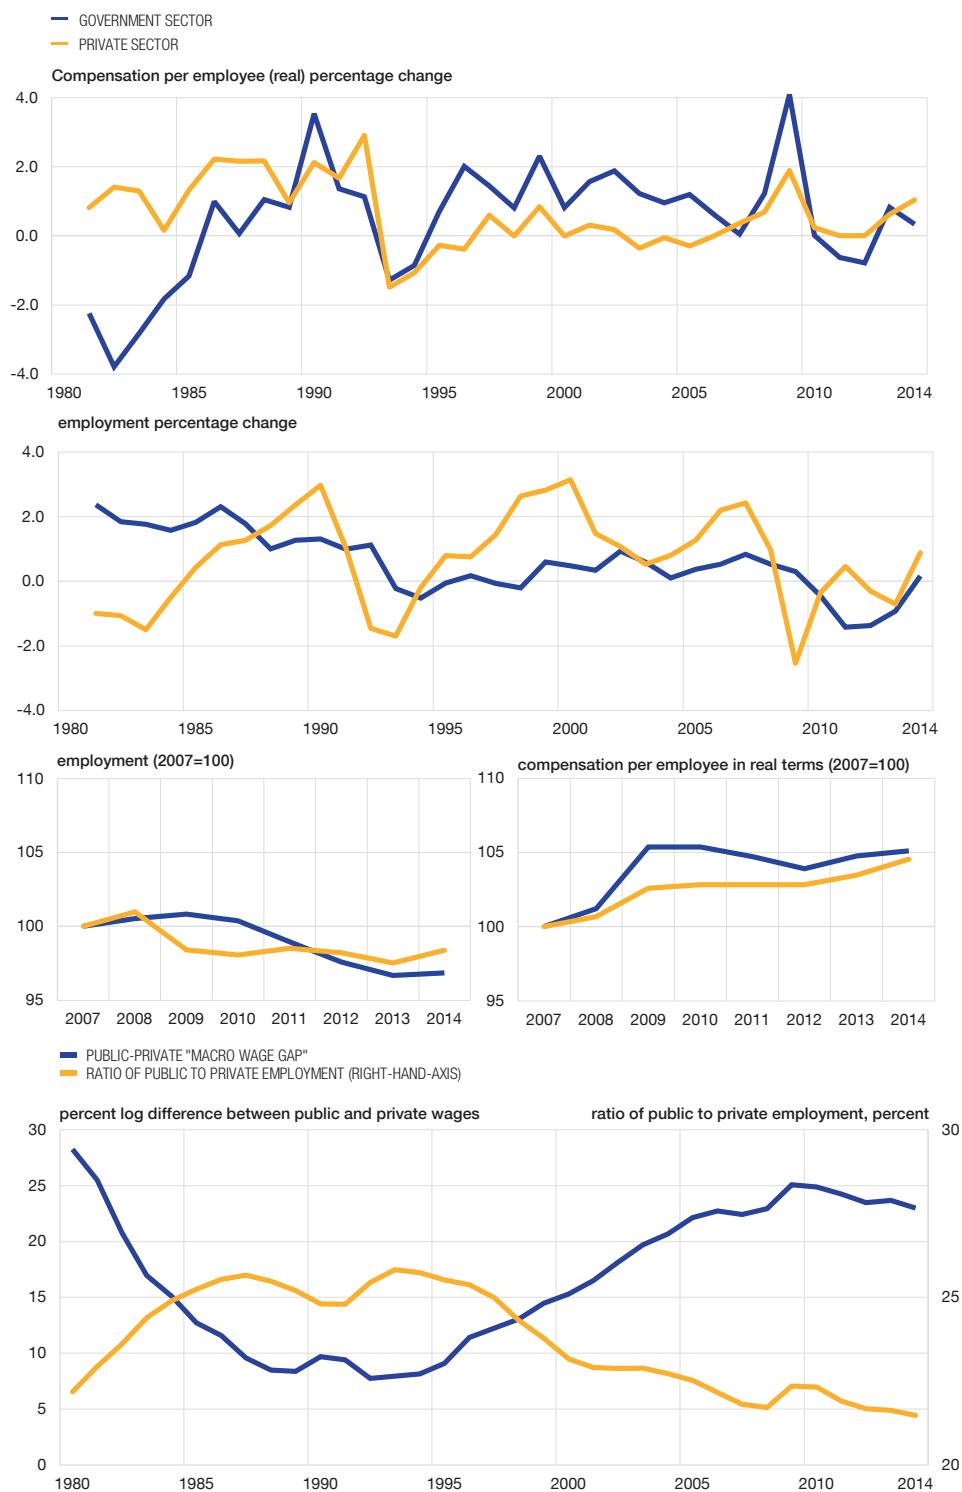 GOVERNMENT SECTOR
PRIVATE SECTOR
Compensation per employee (real) percentage change
4.0
2.0
0.0
-2.0
-4.0
1980 1985 1990 1995 2000 2005 2010 2014
employment percentage change
4.0
2.0
0.0
-2.0
-4.0
1980 1985 1990 1995 2000 2005 2010 2014
employment (2007=100)
110
105
100
95
2007 2008 2009 2010 2011 2012 2013 2014
compensation per employee in real terms (2007=100)
110
105
100
95
2007 2008 2009 2010 2011 2012 2013 2014
PUBLIC-PRIVATE "MACRO WAGE GAP"
RATIO OF PUBLIC TO PRIVATE EMPLOYMENT (RIGHT-HAND-AXIS)
percent log difference between public and private wages
ratio of public to private employment, percent
30 30
25
20
15 25
10
5
0 20
1980 1985 1990 1995 2000 2005 2010 2014